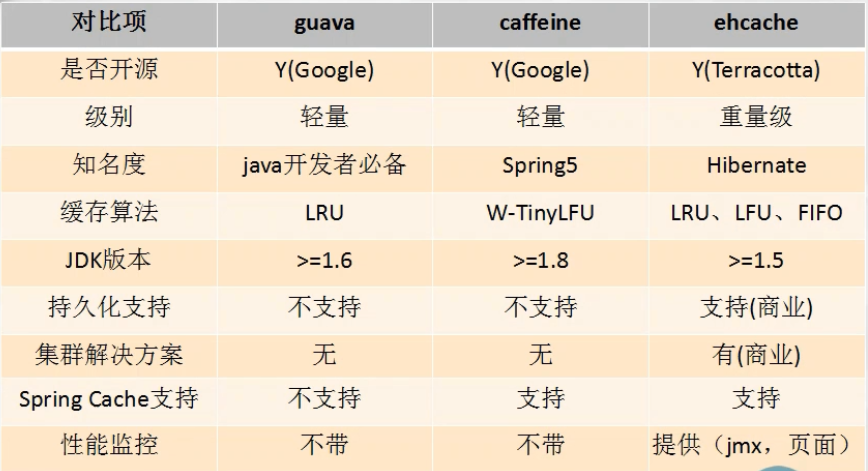 对比项 guava caffeine ehcache
是否开源 Y(Google) Y(Google) Y(Terracotta)
级别 轻量 轻量 重量级
知名度 java开发者必备 Spring5 Hibernate
缓存算法 LRU W-TinyLFU LRU、LFU、FIFO
JDK版本 >=1.6 >=1.8 >=1.5
持久化支持 不支持 不支持 支持(商业)
集群解决方案 无 无 有(商业)
Spring Cache支持 不支持 支持 支持
性能监控 不带 不带 提供（jmx，页面）